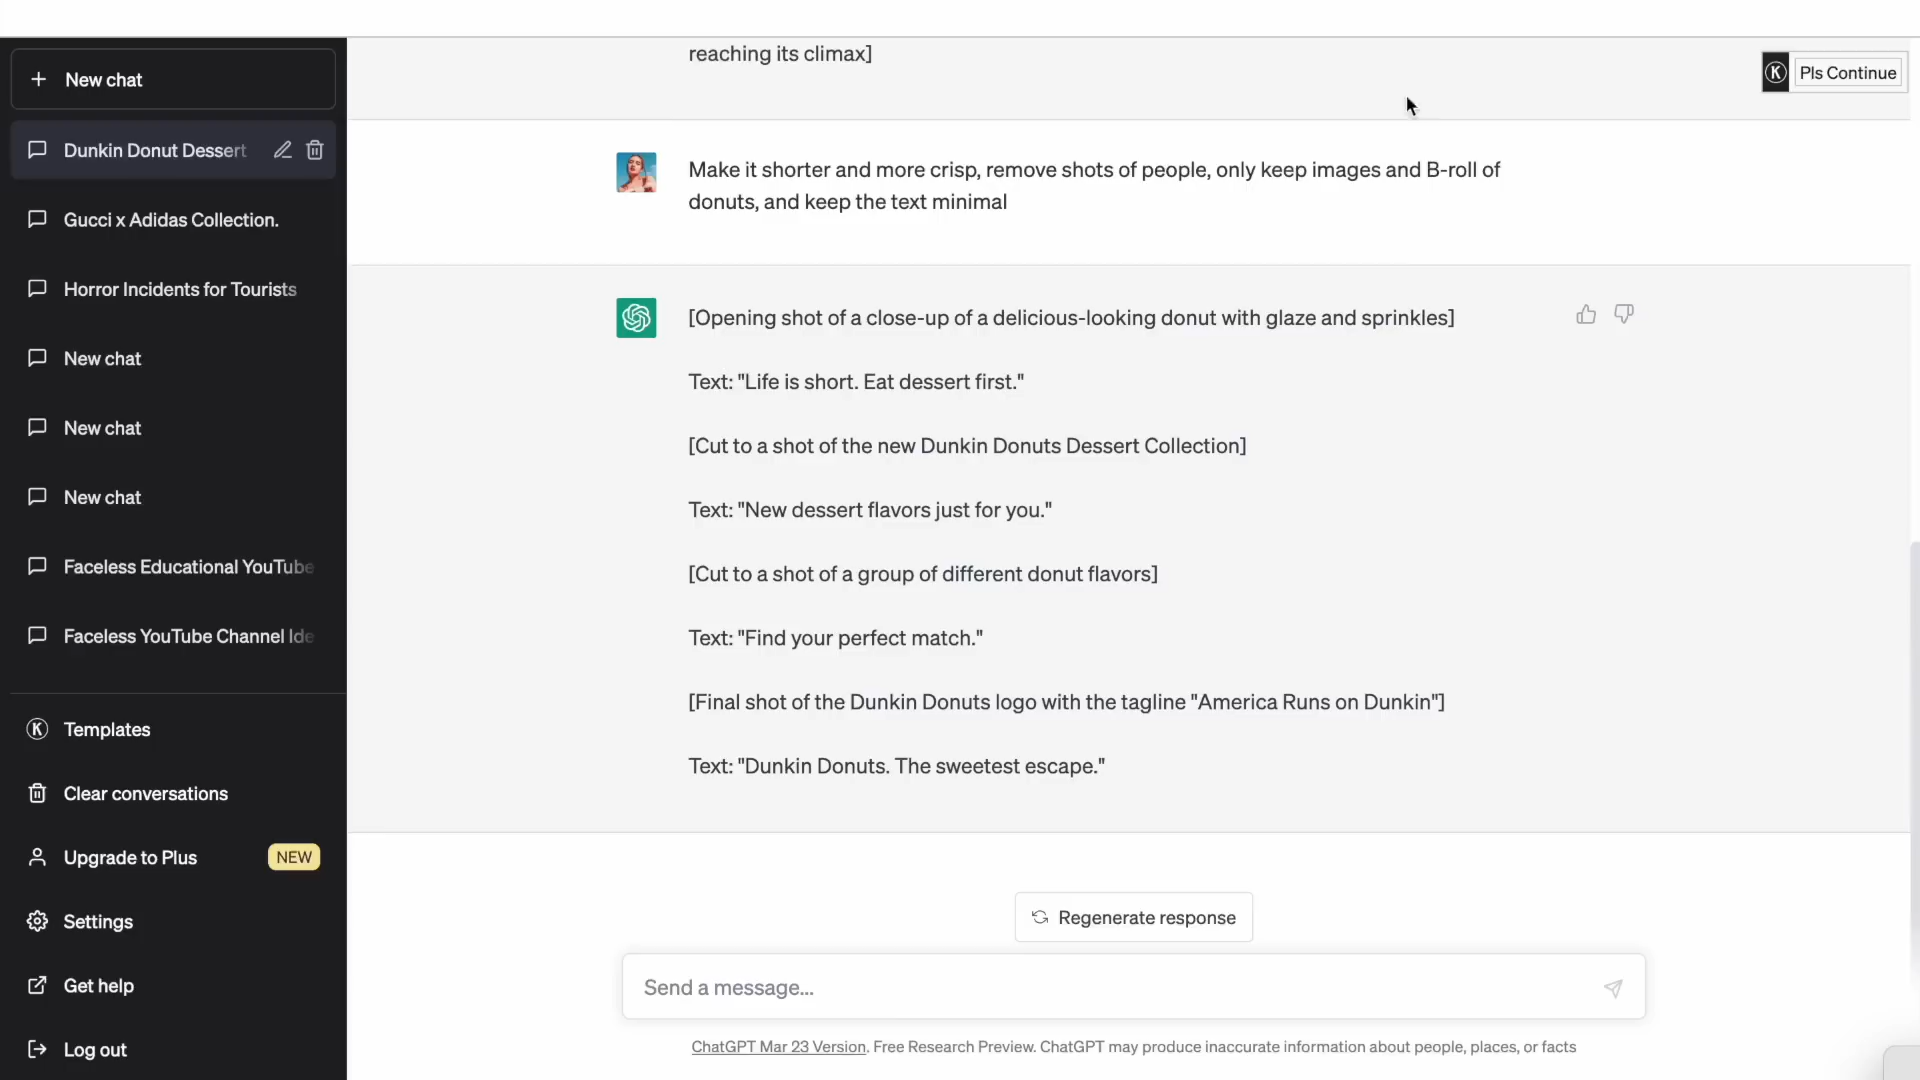 New chat
Dunkin Donut Dessert
Gucci x Adidas Collection.
Horror Incidents for Tourists
New chat
New chat
New chat
Faceless Educational YouTube
Faceless YouTube Channel Ide
Templates
Clear conversations
Upgrade to Plus NEW
Settings
Get help
Log out
reaching its climax]
K Pls Continue
Make it shorter and more crisp, remove shots of people, only keep images and B-roll of
donuts, and keep the text minimal
[Opening shot of a close-up of a delicious-looking donut with glaze and sprinkles]
Text: "Life is short. Eat dessert first."
[Cut to a shot of the new Dunkin Donuts Dessert Collection]
Text: "New dessert flavors just for you."
[Cut to a shot of a group of different donut flavors]
Text: "Find your perfect match."
[Final shot of the Dunkin Donuts logo with the tagline "America Runs on Dunkin"]
Text: "Dunkin Donuts. The sweetest escape."
Regenerate response
Send a message...
ChatGPT Mar 23 Version. Free Research Preview. ChatGPT may produce inaccurate information about people, places, or facts